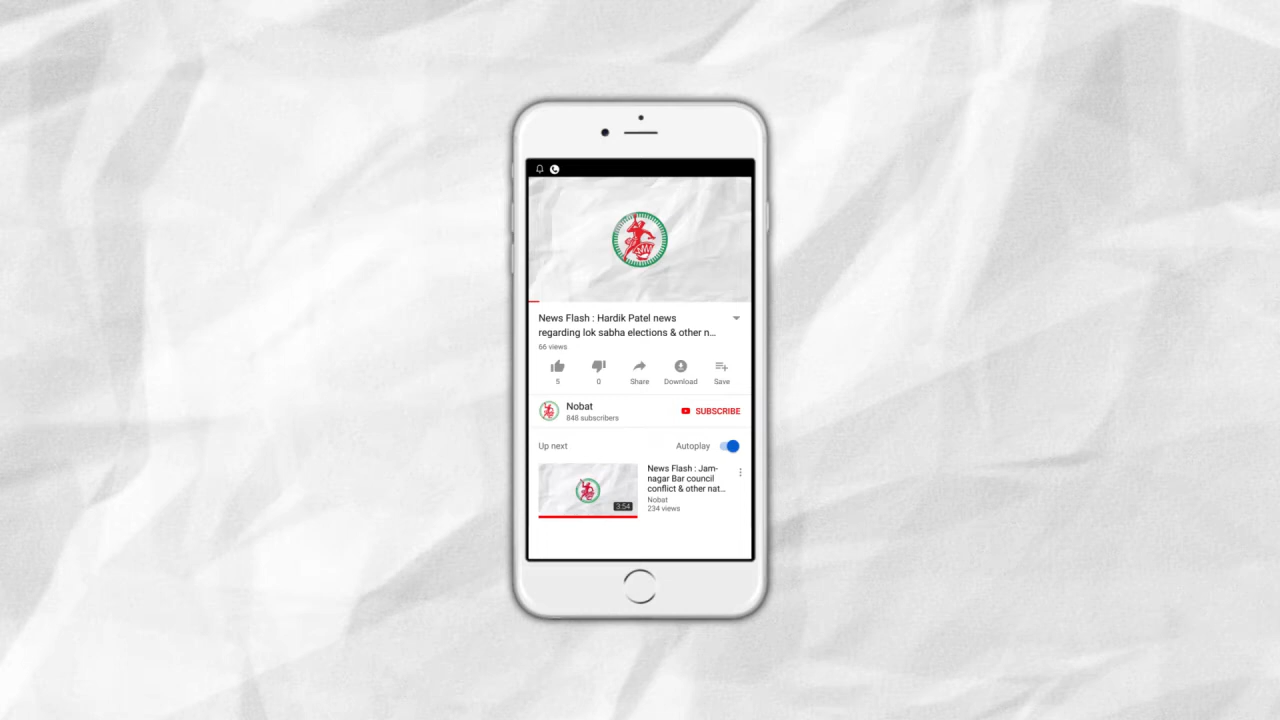 News Flash : Hardik Patel news
regarding lok sabha elections & other n...
66 views
5
0
Share
Download
Save
Nobat
848 subscribers
SUBSCRIBE
Up next
Autoplay
3:54
News Flash : Jam-
nagar Bar council
conflict & other nat...
Nobat
234 views